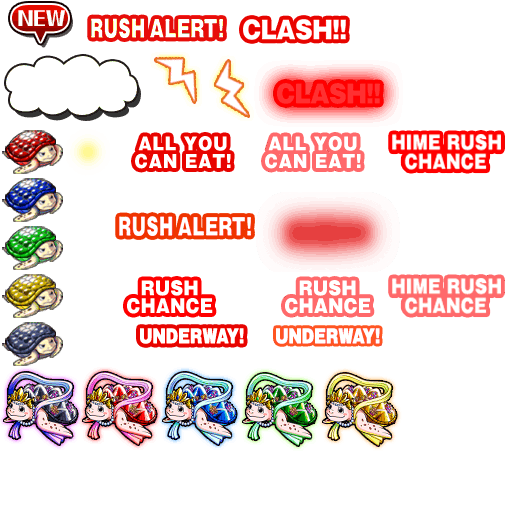 NEW
RUSH ALERT!
CLASH!!
CLASH!!
ALL YOU
CAN EAT!
ALL YOU
CAN EAT!
HIME RUSH
CHANCE
RUSH ALERT!
RUSH
CHANCE
RUSH
CHANCE
HIME RUSH
CHANCE
UNDERWAY!
UNDERWAY!